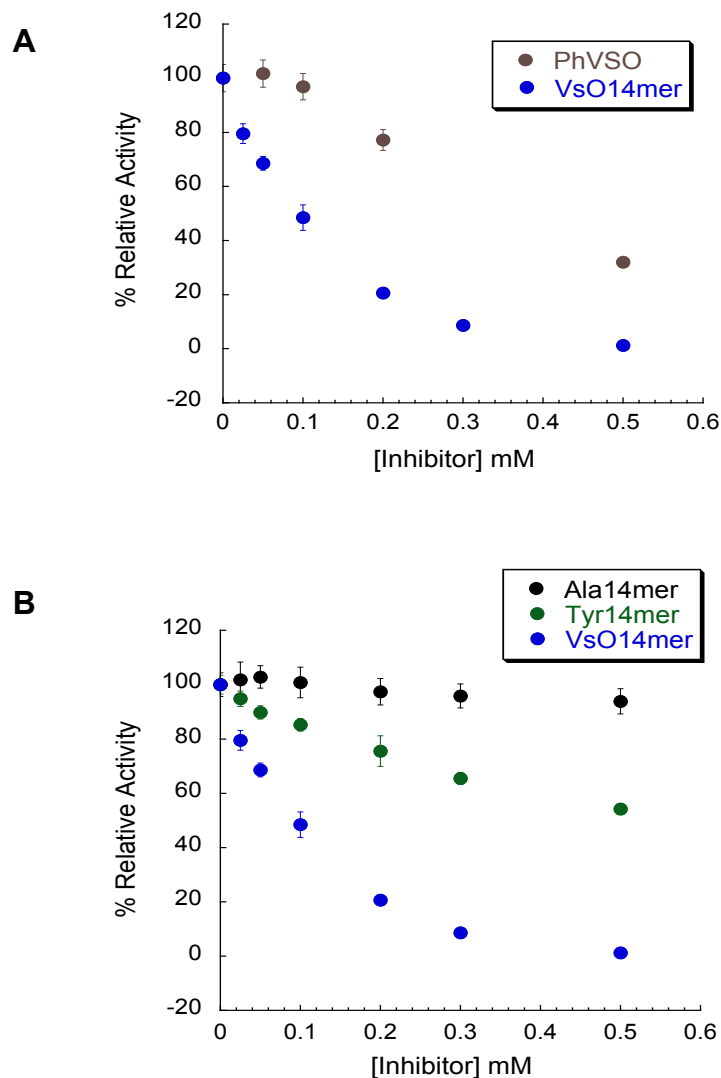 A
PhVSO
VsO14mer
120
100
80
60
40
20
0
-20
% Relative Activity
0 0.1 0.2 0.3 0.4 0.5 0.6
[Inhibitor] mM
B
Ala14mer
Tyr14mer
VsO14mer
120
100
80
60
40
20
0
-20
% Relative Activity
0 0.1 0.2 0.3 0.4 0.5 0.6
[Inhibitor] mM